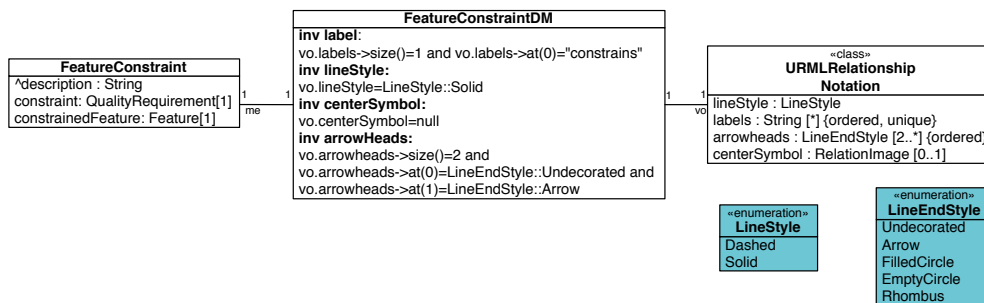 FeatureConstraint
^description : String
constraint: QualityRequirement[1]
constrainedFeature: Feature[1]
1
me
1
FeatureConstraintDM
inv label:
vo.labels->size()=1 and vo.labels->at(0)="constrains"
inv lineStyle:
vo.lineStyle=LineStyle::Solid
inv centerSymbol:
vo.centerSymbol=null
inv arrowHeads:
vo.arrowheads->size()=2 and
vo.arrowheads->at(0)=LineEndStyle::Undecorated and
vo.arrowheads->at(1)=LineEndStyle::Arrow
1
1
vo
«class»
URMLRelationship
Notation
lineStyle : LineStyle
labels : String [*] {ordered, unique}
arrowheads : LineEndStyle [2..*] {ordered}
centerSymbol : RelationImage [0..1]
«enumeration»
LineStyle
Dashed
Solid
«enumeration»
LineEndStyle
Undecorated
Arrow
FilledCircle
EmptyCircle
Rhombus